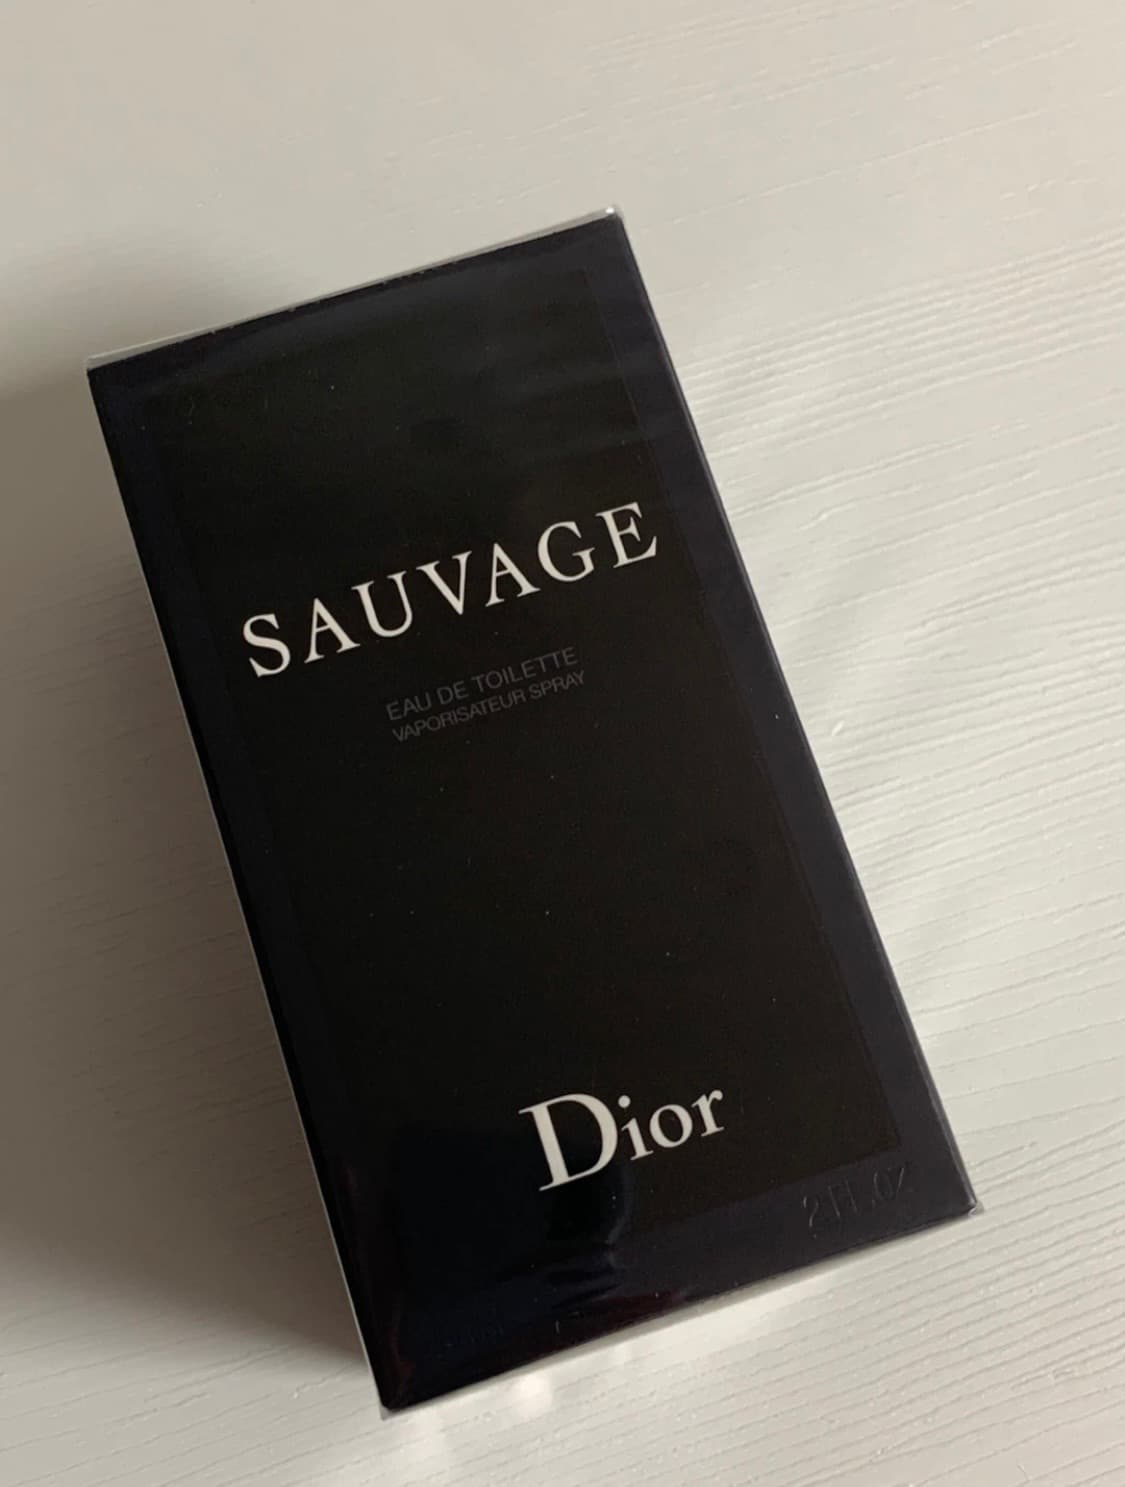 SAUVAGE
EAU DE TOILETTE
VAPORISATEUR SPRAY
Dior
2 FL.OZ